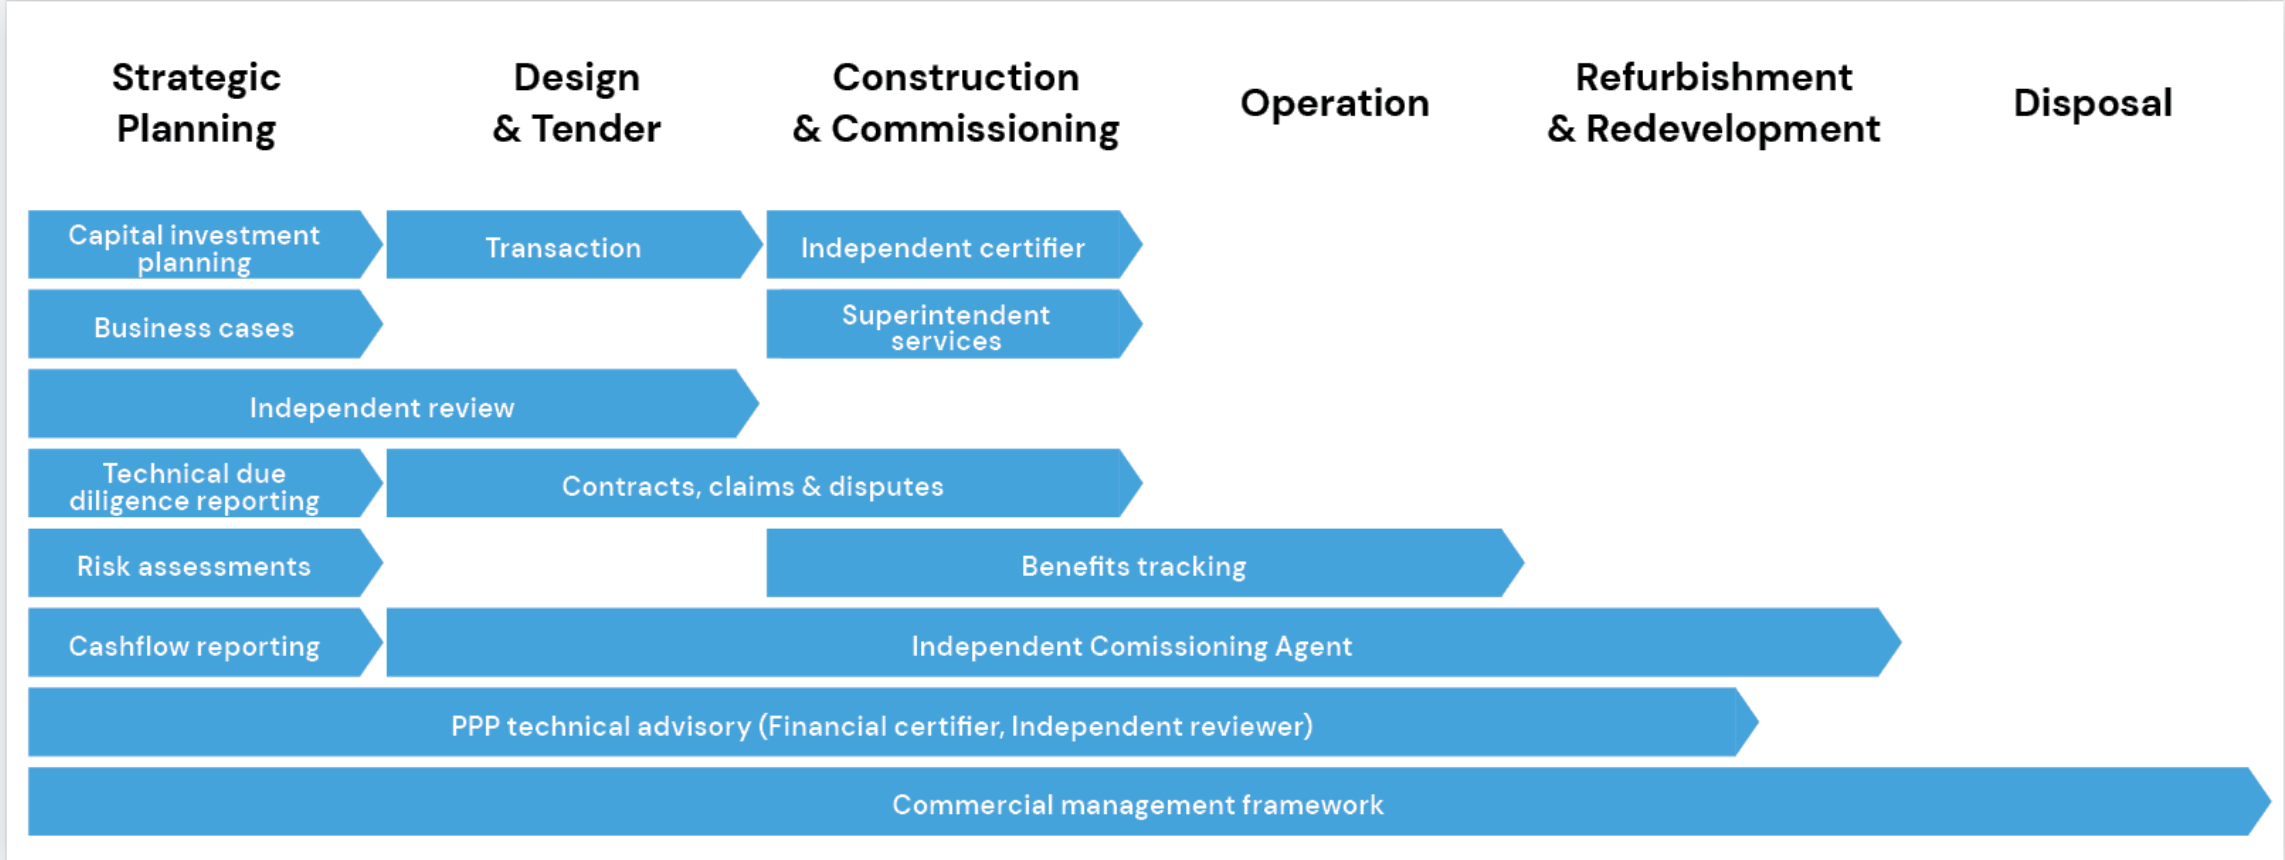 Strategic
Planning
Design
& Tender
Construction
& Commissioning
Operation
Refurbishment
& Redevelopment
Disposal
Capital investment
planning
Transaction
Independent certifier
Business cases
Superintendent
services
Independent review
Technical due
diligence reporting
Contracts, claims & disputes
Risk assessments
Benefits tracking
Cashflow reporting
Independent Comissioning Agent
PPP technical advisory (Financial certifier, Independent reviewer)
Commercial management framework